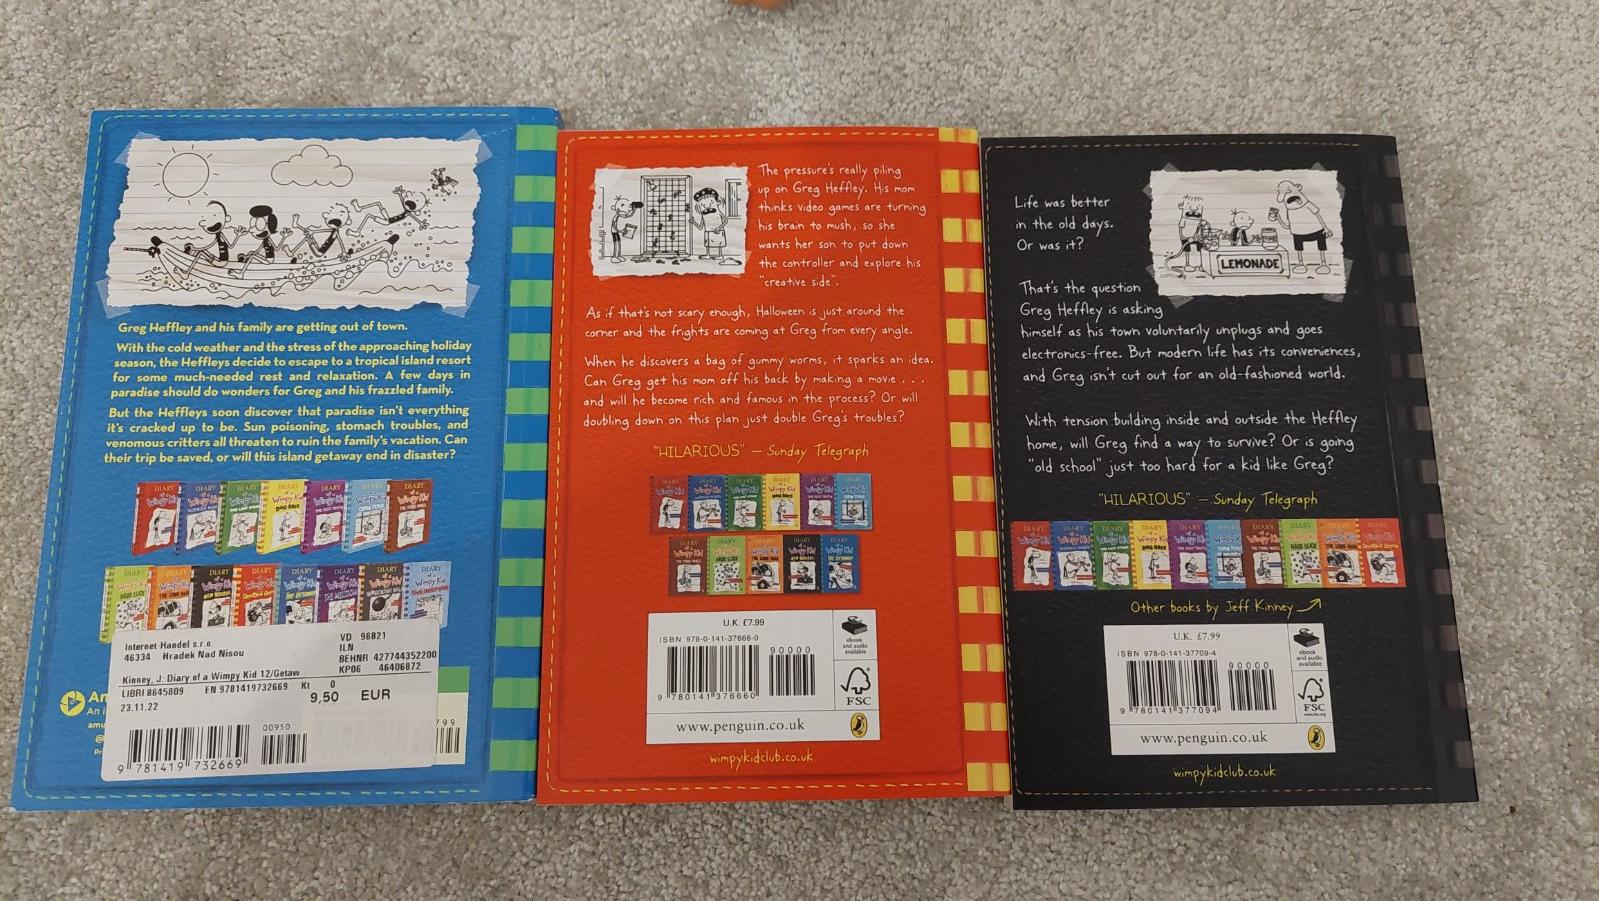 Greg Heffley and his family are getting out of town.
With the cold weather and the stress of the approaching holiday
season, the Heffleys decide to escape to a tropical island resort
for some much-needed rest and relaxation. A few days in
paradise should do wonders for Greg and his frazzled family.
But the Heffleys soon discover that paradise isn't everything
it's cracked up to be. Sun poisoning, stomach troubles, and
venomous critters all threaten to ruin the family's vacation. Can
their trip be saved, or will this island getaway end in disaster?
Internet Handel s.r.o.
46334 Hradek Nad Nisou
VD 96821
ILN
BEHNR 427744352200
KP06 46406872
Kinney, J: Diary of a Wimpy Kid 12/Getaw
LIBRI 8645809 EN 9781419732669 Kt 0
23.11.22
9,50 EUR
00950
9 781419 732669
The pressure's really piling
up on Greg Heffley. His mom
thinks video games are turning
his brain to mush, so she
wants her son to put down
the controller and explore his
"creative side".
As if that's not scary enough, Halloween is just around the
corner and the frights are coming at Greg from every angle.
When he discovers a bag of gummy worms, it sparks an idea.
Can Greg get his mom off his back by making a movie . . .
and will he become rich and famous in the process? Or will
doubling down on this plan just double Greg's troubles?
"HILARIOUS" – Sunday Telegraph
U.K. £7.99
ISBN 978-0-141-37666-0
90000
9 780141 376660
ebook
and audio
available
FSC
www.penguin.co.uk
wimpykidclub.co.uk
Life was better
in the old days.
Or was it?
LEMONADE
That's the question
Greg Heffley is asking
himself as his town voluntarily unplugs and goes
electronics-free. But modern life has its conveniences,
and Greg isn't cut out for an old-fashioned world.
With tension building inside and outside the Heffley
home, will Greg find a way to survive? Or is going
"old school" just too hard for a kid like Greg?
"HILARIOUS" – Sunday Telegraph
Other books by Jeff Kinney
U.K. £7.99
ISBN 978-0-141-37709-4
90000
9 780141 377094
ebook
and audio
available
FSC
www.penguin.co.uk
wimpykidclub.co.uk